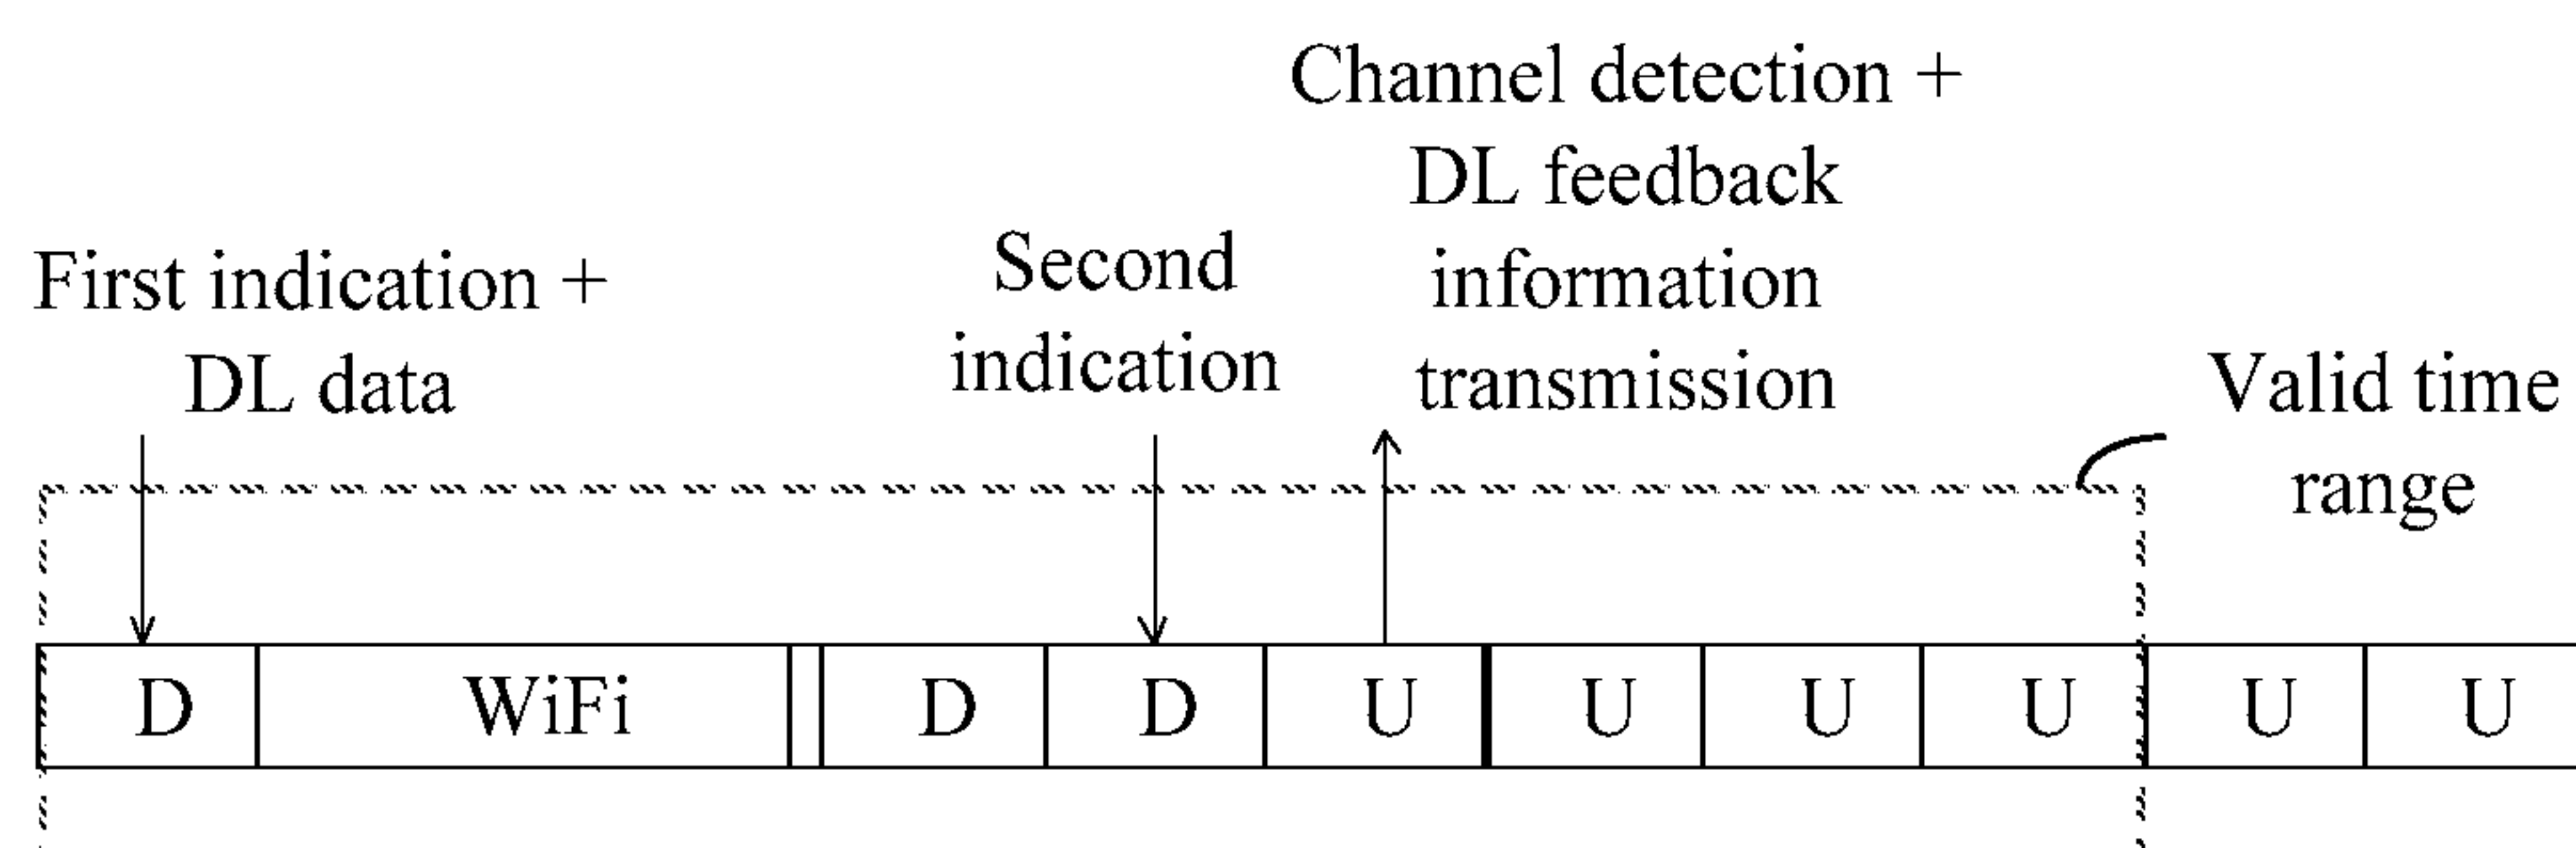 Channel detection +
DL feedback
information
transmission
First indication +
DL data
Second
indication
Valid time
range
D WiFi D D U U U U U U